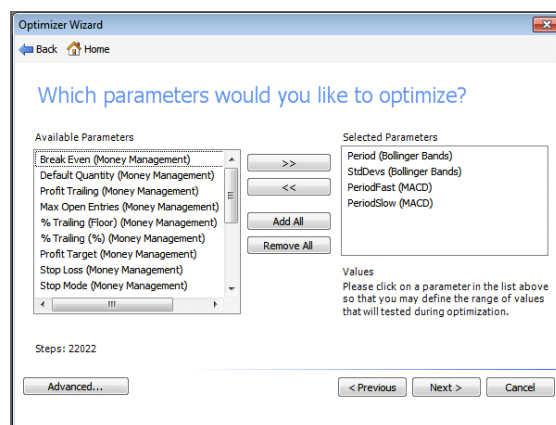 Optimizer Wizard
Back Home
Which parameters would you like to optimize?
Available Parameters
Break Even (Money Management)
Default Quantity (Money Management)
Profit Trailing (Money Management)
Max Open Entries (Money Management)
% Trailing (Floor) (Money Management)
% Trailing (%) (Money Management)
Profit Target (Money Management)
Stop Loss (Money Management)
Stop Mode (Money Management)
>>
<<
Add All
Remove All
Selected Parameters
Period (Bollinger Bands)
StdDevs (Bollinger Bands)
PeriodFast (MACD)
PeriodSlow (MACD)
Values
Please click on a parameter in the list above
so that you may define the range of values
that will tested during optimization.
Steps: 22022
Advanced...
< Previous
Next >
Cancel